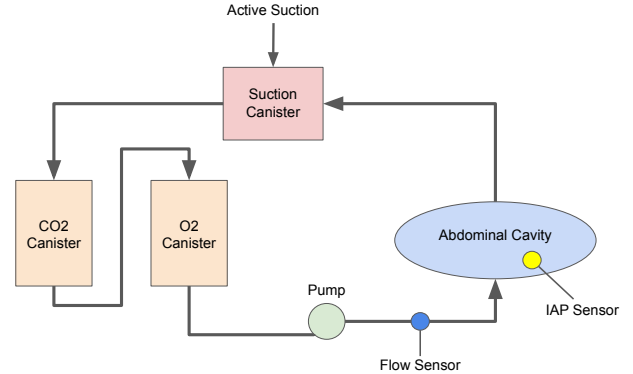 Active Suction
Suction
Canister
CO2
Canister
O2
Canister
Abdominal Cavity
Pump
IAP Sensor
Flow Sensor